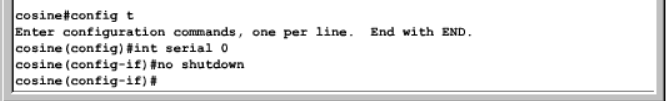 cosine#config t
Enter configuration commands, one per line.  End with END.
cosine(config)#int serial 0
cosine(config-if)#no shutdown
cosine(config-if)#